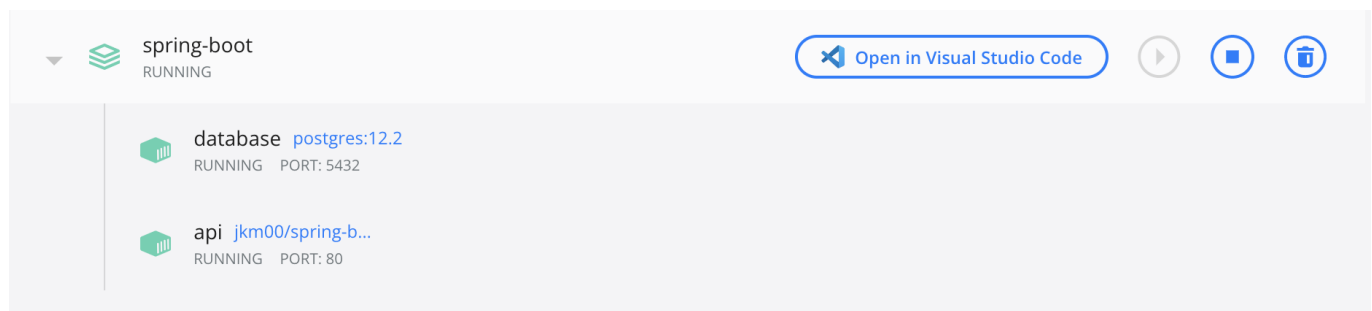 spring-boot
RUNNING
Open in Visual Studio Code
database postgres:12.2
RUNNING PORT: 5432
api jkm00/spring-b...
RUNNING PORT: 80